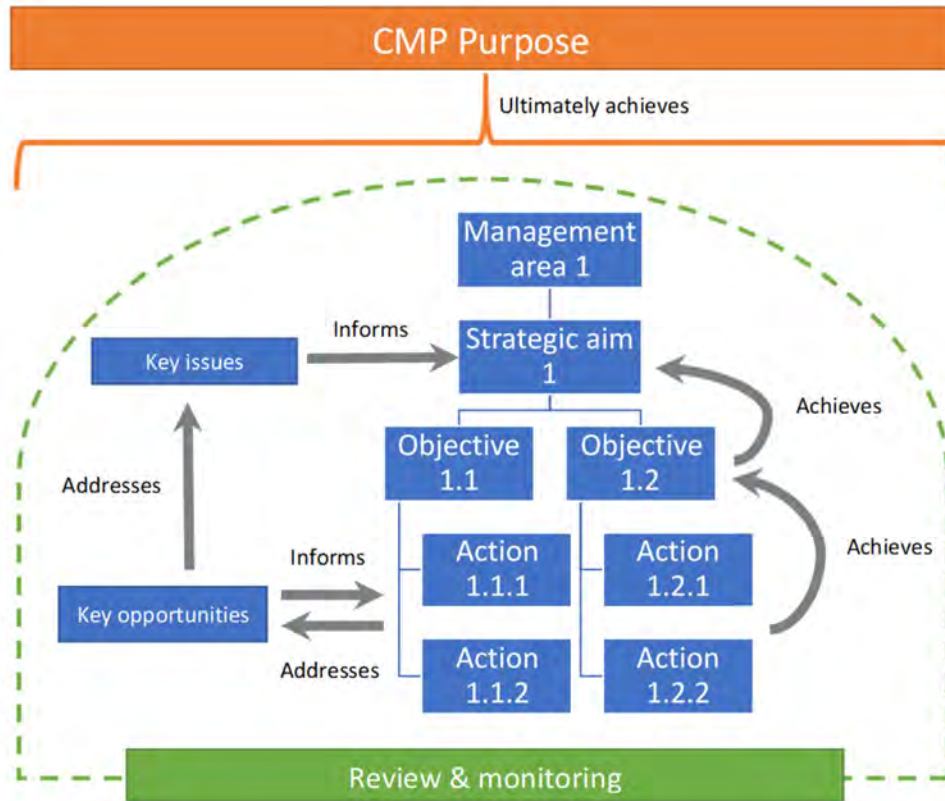 CMP Purpose
Ultimately achieves
Management
area 1
Informs
Strategic aim
1
Key issues
Achieves
Objective
1.1
Objective
1.2
Addresses
Achieves
Informs
Action
1.1.1
Action
1.2.1
Key opportunities
Addresses
Action
1.1.2
Action
1.2.2
Review & monitoring